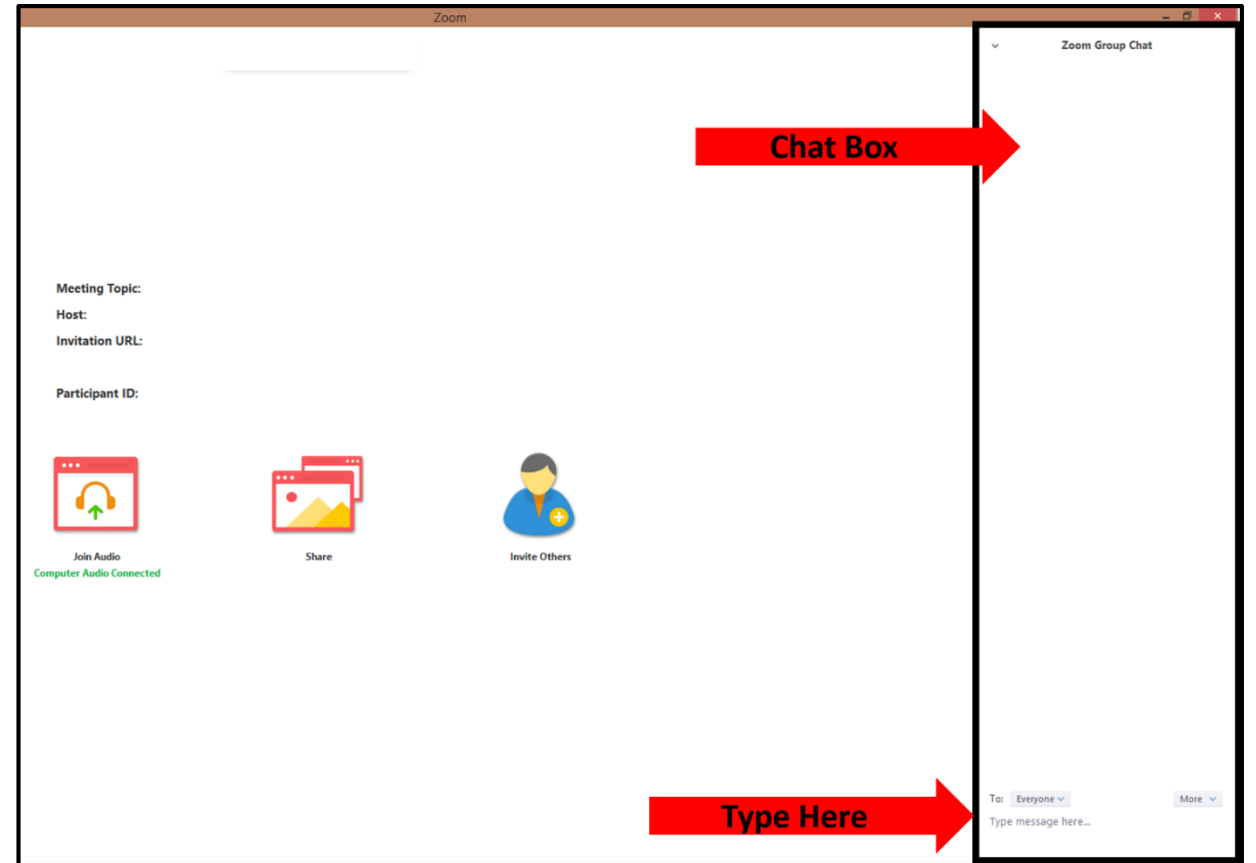 Zoom
Zoom Group Chat
Chat Box
Meeting Topic:
Host:
Invitation URL:
Participant ID:
Join Audio
Share
Invite Others
Computer Audio Connected
To: Everyone
More
Type Here
Type message here...